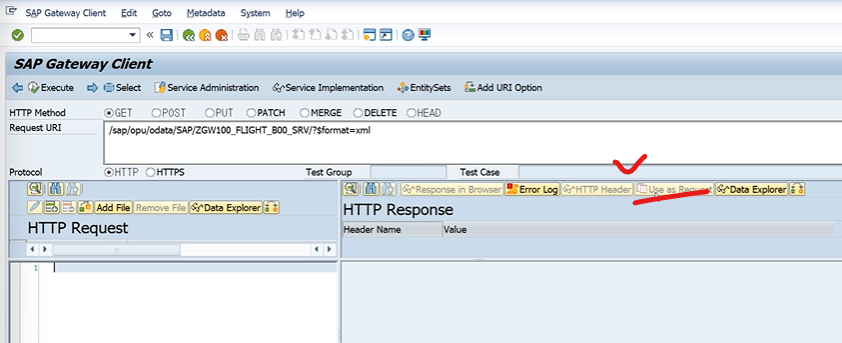 SAP Gateway Client Edit Goto Metadata System Help
SAP Gateway Client
Execute Select Service Administration Service Implementation EntitySets Add URI Option
HTTP Method GET POST PUT PATCH MERGE DELETE HEAD
Request URI /sap/opu/odata/SAP/ZGW100_FLIGHT_B00_SRV/?$format=xml
Protocol HTTP HTTPS Test Group Test Case
Response in Browser Error Log HTTP Header Use as Request Data Explorer
Add File Remove File Data Explorer
HTTP Response
HTTP Request
Header Name Value
1